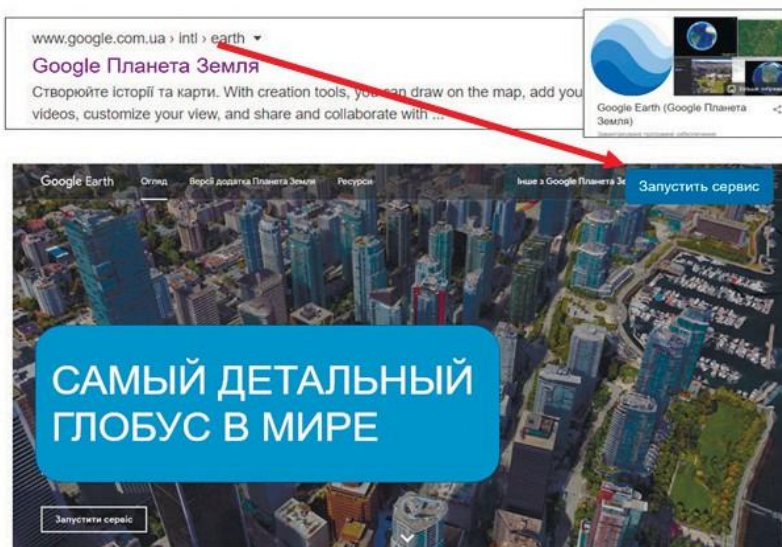 www.google.com.ua › intl › earth
Google Планета Земля
Створюйте історії та карти. With creation tools, you can draw on the map, add you
videos, customize your view, and share and collaborate with ...
Google Earth (Google Планета
Земля)
Google Earth Огляд Версії додатка Планета Земля Ресурси Інше з Google Планета Зе
Запустить сервис
САМЫЙ ДЕТАЛЬНЫЙ
ГЛОБУС В МИРЕ
Запустити сервіс